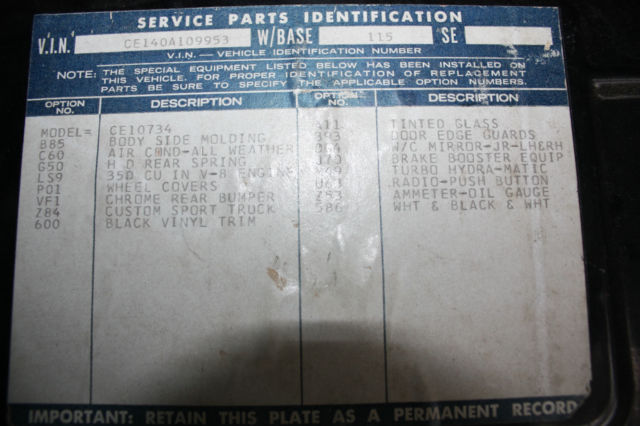 SERVICE PARTS IDENTIFICATION
V.I.N. CE140A109953 W/BASE 115 SE
V.I.N. — VEHICLE IDENTIFICATION NUMBER
NOTE: THE SPECIAL EQUIPMENT LISTED BELOW HAS BEEN INSTALLED ON
THIS VEHICLE. FOR PROPER IDENTIFICATION OF REPLACEMENT
PARTS BE SURE TO SPECIFY THE APPLICABLE OPTION NUMBERS.
OPTION NO. DESCRIPTION OPTION NO. DESCRIPTION
MODEL= CE10734 A11 TINTED GLASS
B85 BODY SIDE MOLDING DOOR EDGE GUARDS
C60 AIR COND-ALL WEATHER W/C MIRROR-JR-LH&RH
G50 H D REAR SPRING J70 BRAKE BOOSTER EQUIP
LS9 350 CU IN V-8 ENGINE TURBO HYDRA-MATIC
P01 WHEEL COVERS U63 RADIO-PUSH BUTTON
VF1 CHROME REAR BUMPER AMMETER-OIL GAUGE
Z84 CUSTOM SPORT TRUCK 586 WHT & BLACK & WHT
600 BLACK VINYL TRIM
IMPORTANT: RETAIN THIS PLATE AS A PERMANENT RECORD